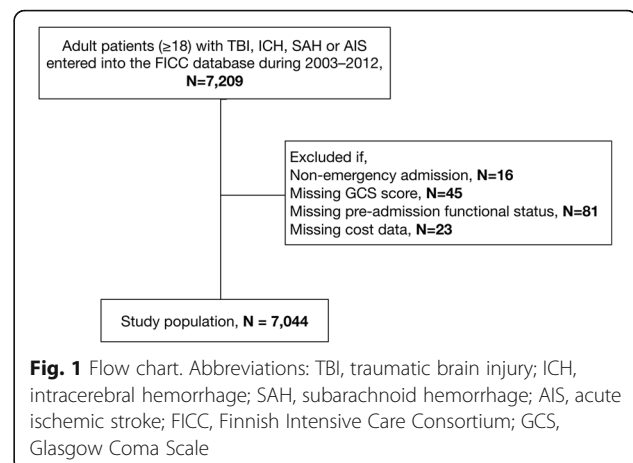 Adult patients (≥18) with TBI, ICH, SAH or AIS
entered into the FICC database during 2003–2012,
N=7,209
Excluded if,
Non-emergency admission, N=16
Missing GCS score, N=45
Missing pre-admission functional status, N=81
Missing cost data, N=23
Study population, N = 7,044
Fig. 1 Flow chart. Abbreviations: TBI, traumatic brain injury; ICH,
intracerebral hemorrhage; SAH, subarachnoid hemorrhage; AIS, acute
ischemic stroke; FICC, Finnish Intensive Care Consortium; GCS,
Glasgow Coma Scale